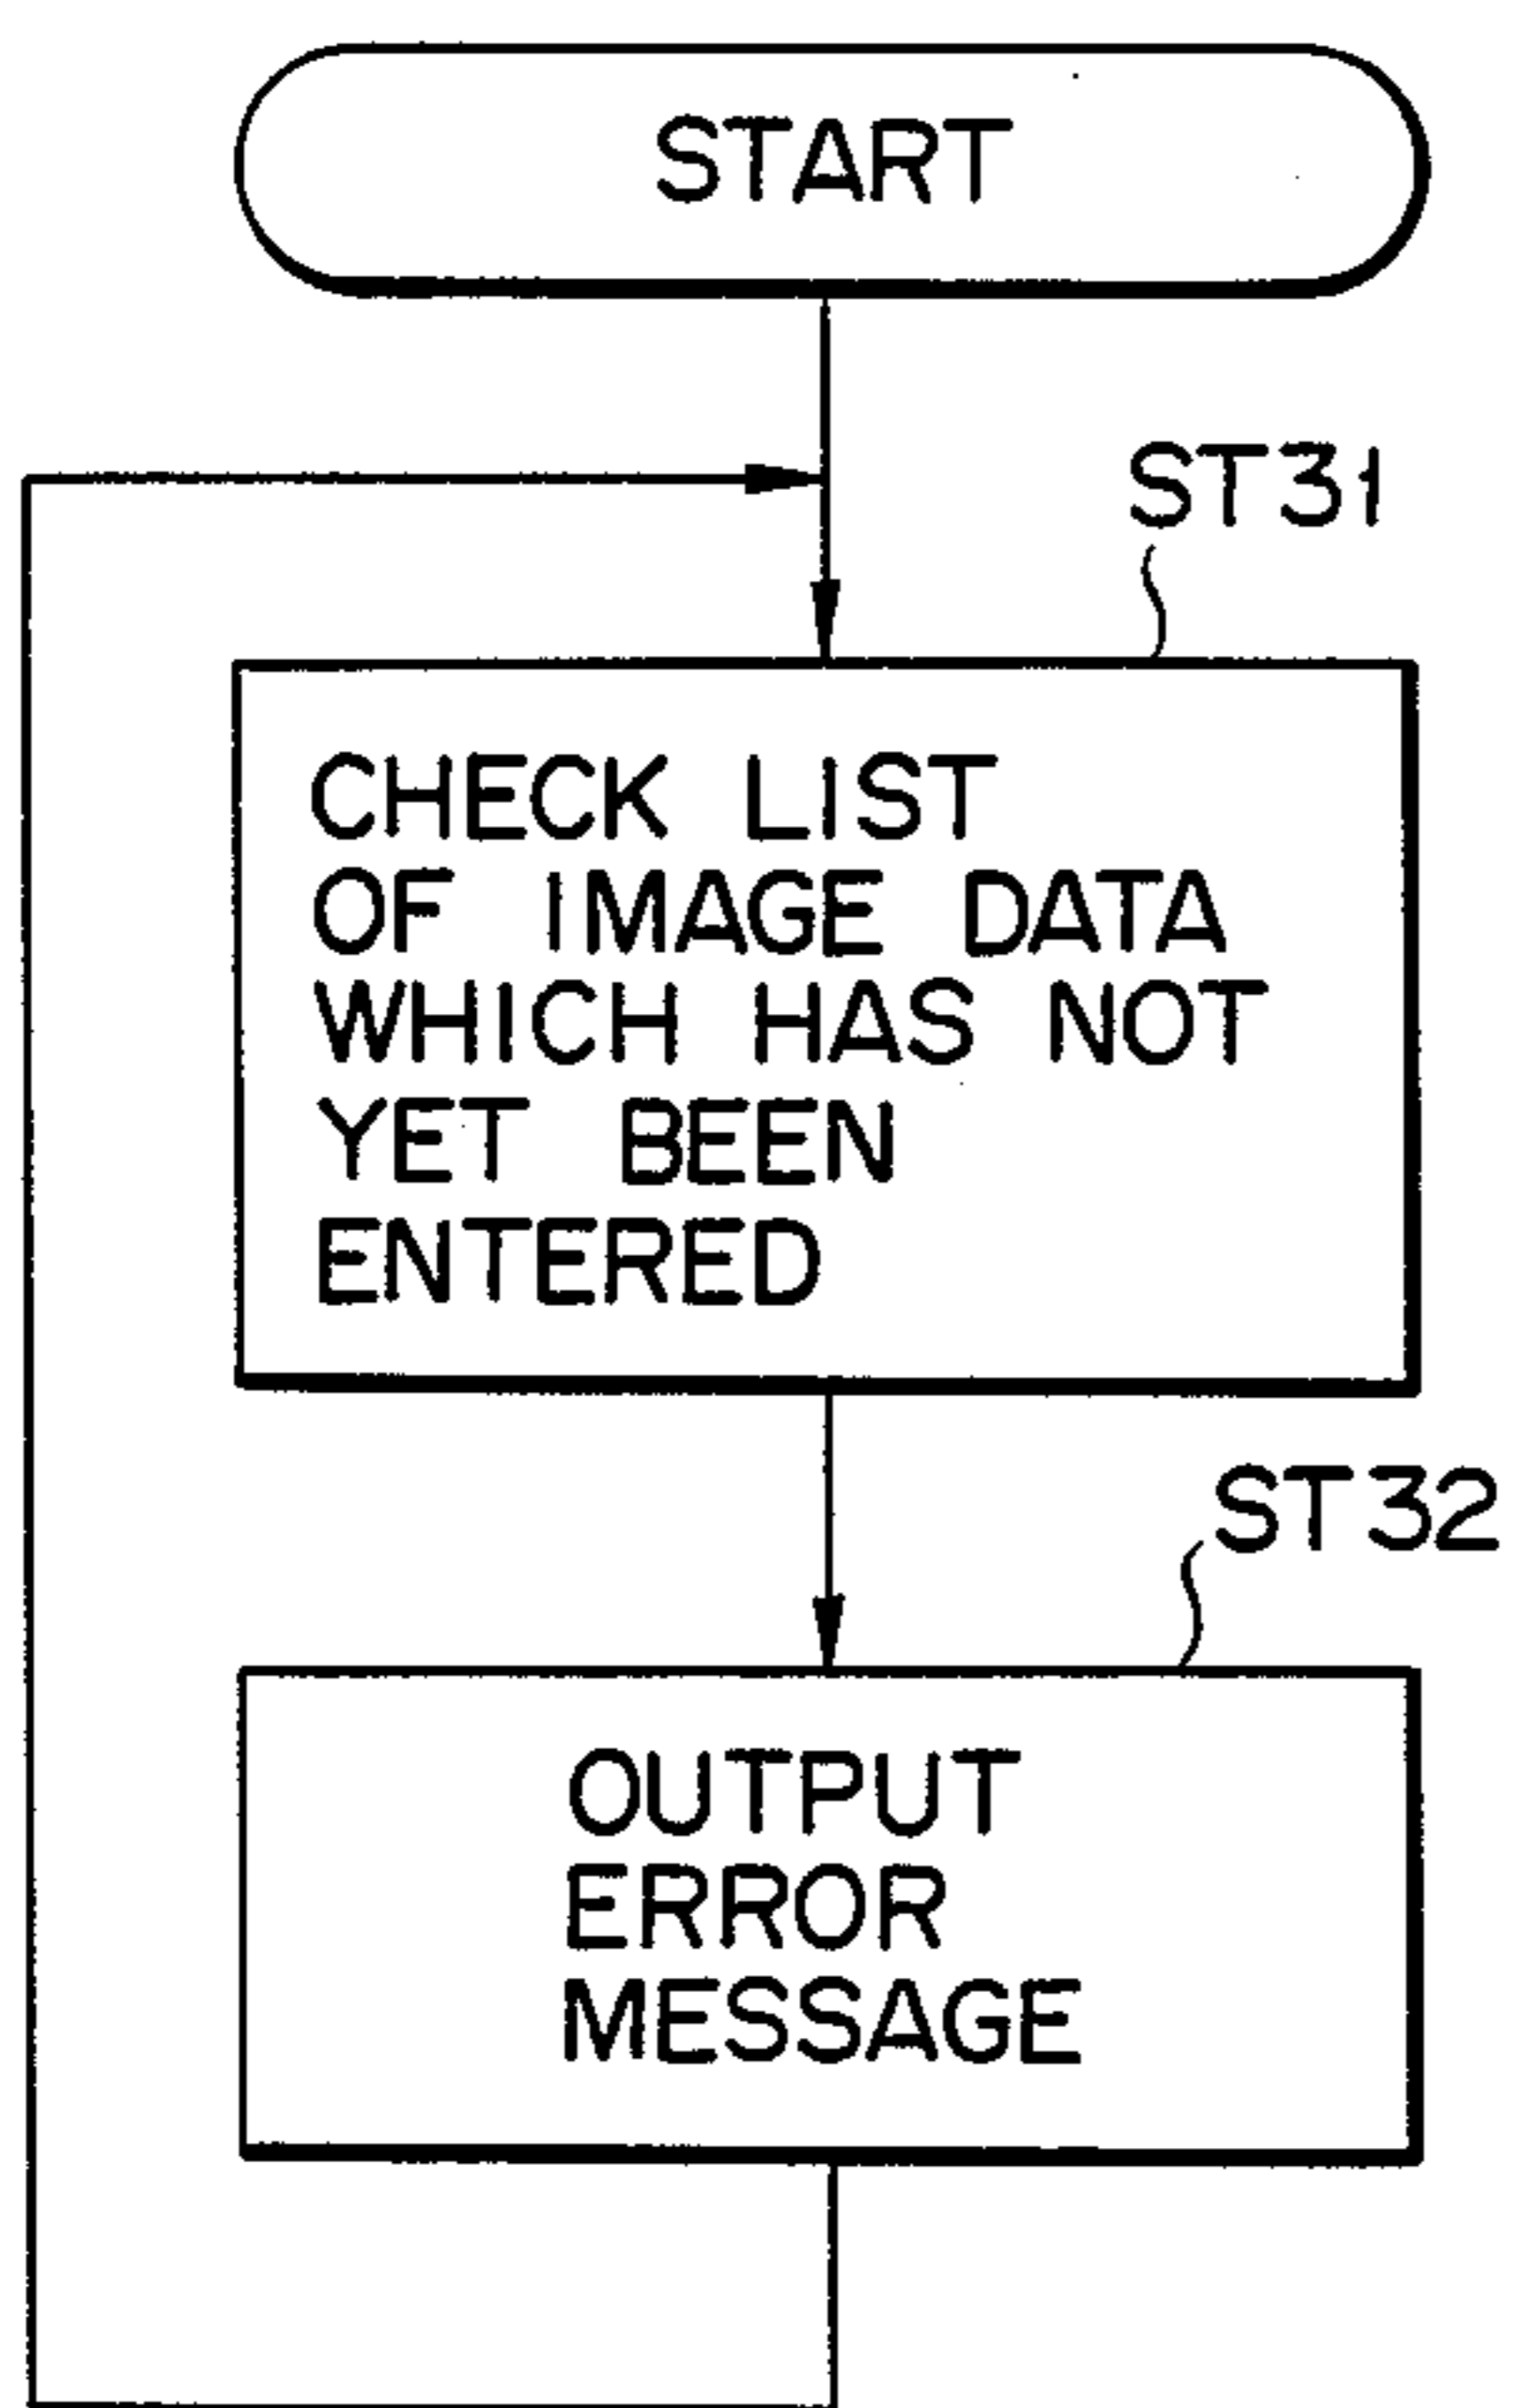 START
ST31
CHECK LIST
OF IMAGE DATA
WHICH HAS NOT
YET BEEN
ENTERED
ST32
OUTPUT
ERROR
MESSAGE